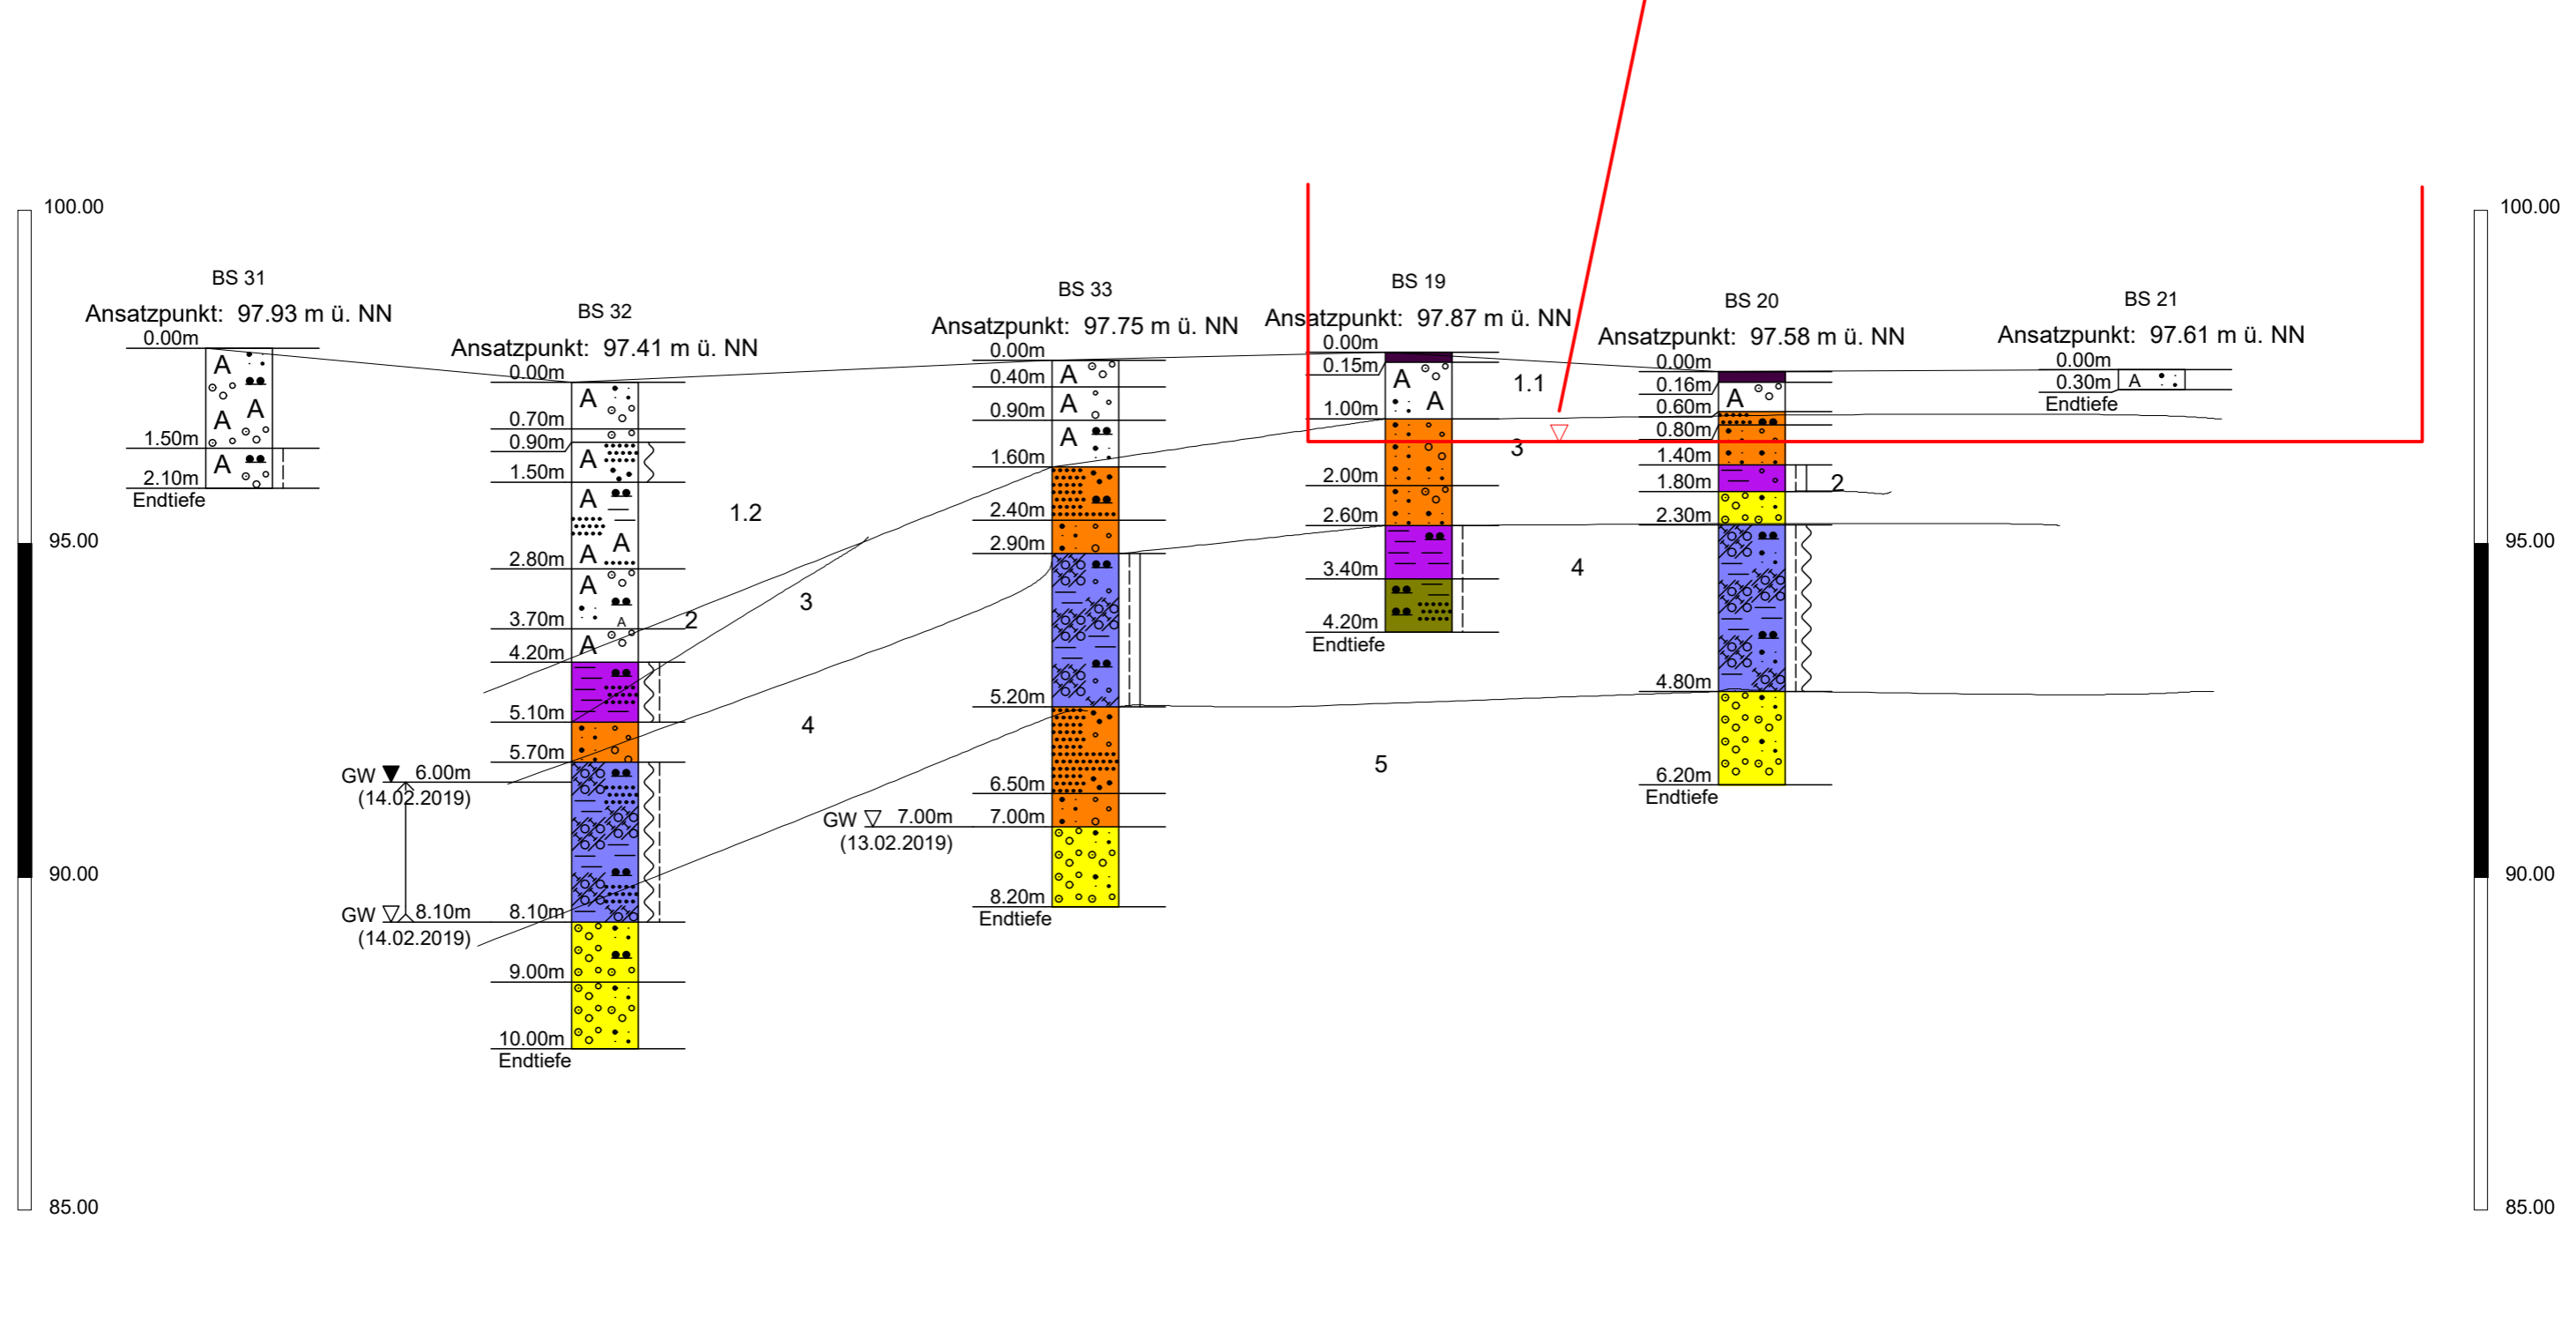 100.00
95.00
90.00
85.00
BS 31
Ansatzpunkt: 97.93 m ü. NN
0.00m
A
A
A
1.50m
A
2.10m
Endtiefe
BS 32
Ansatzpunkt: 97.41 m ü. NN
0.00m
A
0.70m
0.90m
A
1.50m
A
A
A
2.80m
A
3.70m
A
A
4.20m
5.10m
5.70m
GW 6.00m
(14.02.2019)
GW 8.10m
(14.02.2019)
8.10m
9.00m
10.00m
Endtiefe
1.2
2
3
4
BS 33
Ansatzpunkt: 97.75 m ü. NN
0.00m
A
0.40m
A
0.90m
A
1.60m
2.40m
2.90m
5.20m
6.50m
GW 7.00m
(13.02.2019)
7.00m
8.20m
Endtiefe
BS 19
Ansatzpunkt: 97.87 m ü. NN
0.00m
0.15m
A
A
1.00m
2.00m
2.60m
3.40m
4.20m
Endtiefe
1.1
3
4
5
BS 20
Ansatzpunkt: 97.58 m ü. NN
0.00m
0.16m
A
0.60m
0.80m
1.40m
1.80m
2
2.30m
4.80m
6.20m
Endtiefe
BS 21
Ansatzpunkt: 97.61 m ü. NN
0.00m
0.30m
A
Endtiefe
100.00
95.00
90.00
85.00